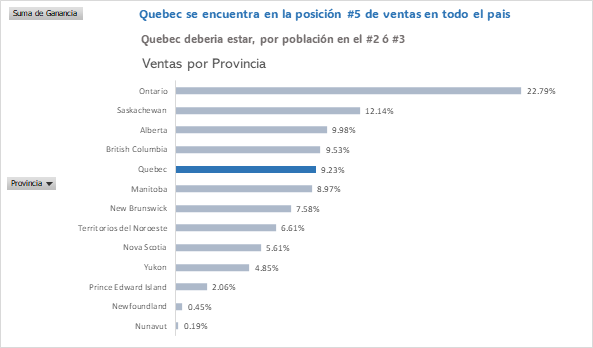 Suma de Ganancia
Quebec se encuentra en la posición #5 de ventas en todo el pais
Quebec deberia estar, por población en el #2 ó #3
Ventas por Provincia
Ontario 22.79%
Saskachewan 12.14%
Alberta 9.98%
British Columbia 9.53%
Quebec 9.23%
Provincia
Manitoba 8.97%
New Brunswick 7.58%
Territorios del Noroeste 6.61%
Nova Scotia 5.61%
Yukon 4.85%
Prince Edward Island 2.06%
Newfoundland 0.45%
Nunavut 0.19%